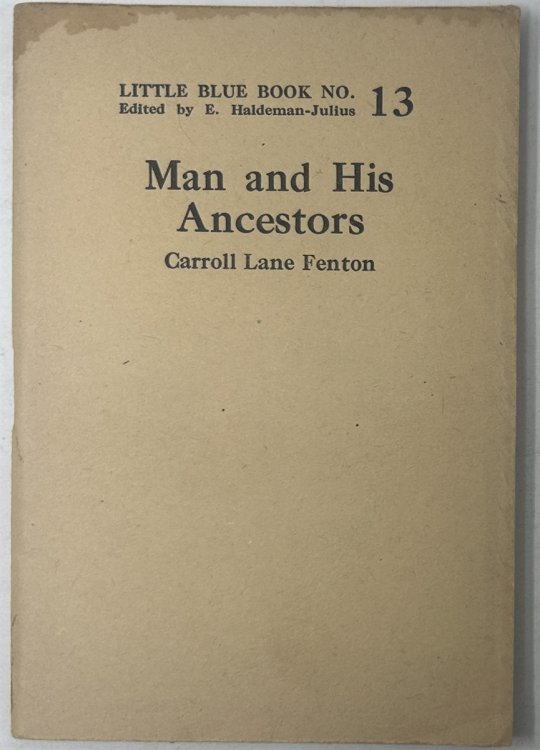 LITTLE BLUE BOOK NO. 13
Edited by E. Haldeman-Julius
Man and His
Ancestors
Carroll Lane Fenton